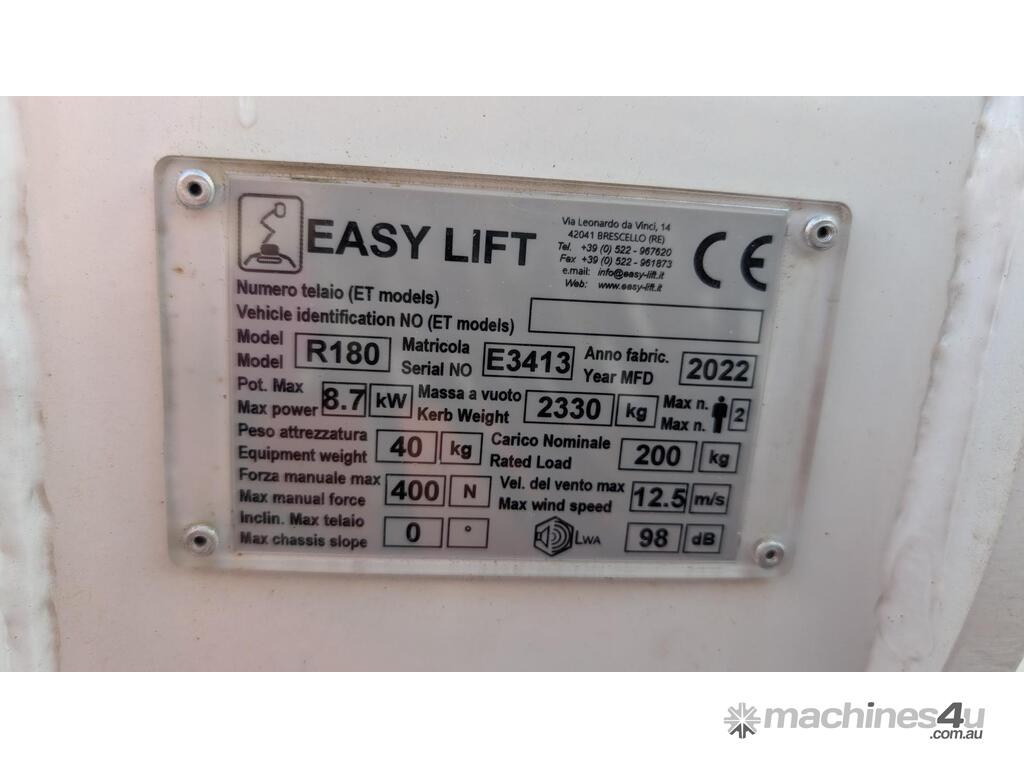 EASY LIFT
Via Leonardo da Vinci, 14
42041 BRESCELLO (RE)
Tel. +39 (0) 522 - 967620
Fax +39 (0) 522 - 961873
e.mail: info@easy-lift.it
Web: www.easy-lift.it
CE
Numero telaio (ET models)
Vehicle identification NO (ET models)
Model R180 Matricola E3413 Anno fabric. 2022
Model Serial NO Year MFD
Pot. Max 8.7 kW Massa a vuoto 2330 kg Max n. 2
Max power Kerb Weight Max n.
Peso attrezzatura 40 kg Carico Nominale 200 kg
Equipment weight Rated Load
Forza manuale max 400 N Vel. del vento max 12.5 m/s
Max manual force Max wind speed
Inclin. Max telaio 0 ° LWA 98 dB
Max chassis slope
machines4u
.com.au